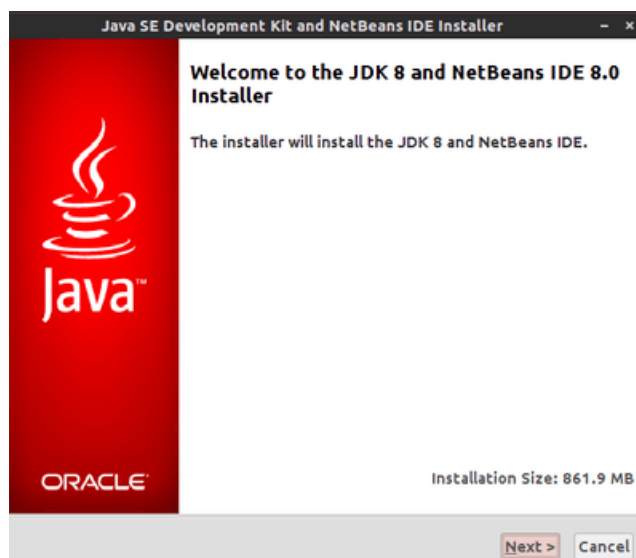 Java SE Development Kit and NetBeans IDE Installer
Welcome to the JDK 8 and NetBeans IDE 8.0
Installer
The installer will install the JDK 8 and NetBeans IDE.
Java™
ORACLE®
Installation Size: 861.9 MB
Next >
Cancel